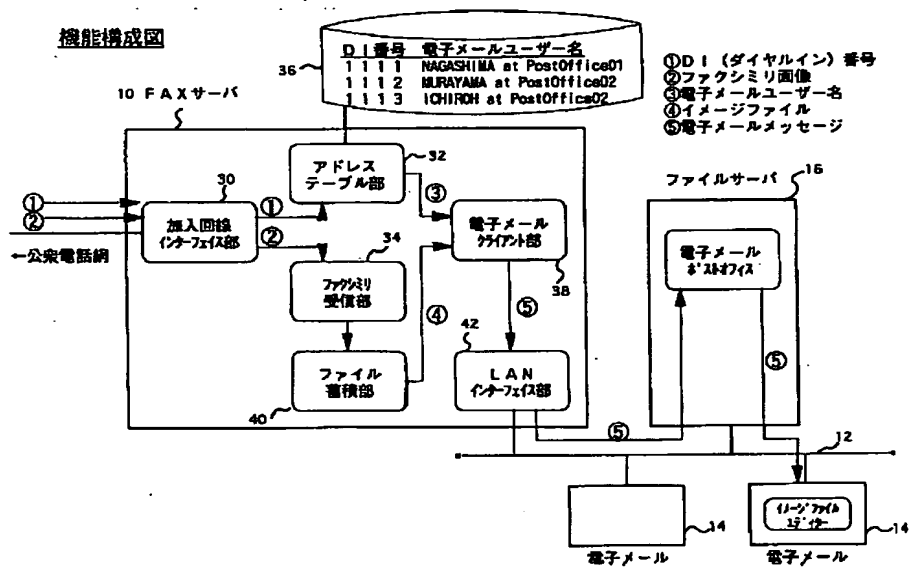 機能構成図
DI番号 電子メールユーザー名
1111 NAGASHIMA at PostOffice01
1112 MURAYAMA at PostOffice02
1113 ICHIROH at PostOffice02
36
①DI(ダイヤルイン)番号
②ファクシミリ画像
③電子メールユーザー名
④イメージファイル
⑤電子メールメッセージ
10 FAXサーバ
30
加入回線
インターフェイス部
①
②
←公衆電話網
①
②
アドレス
テーブル部
32
③
34
ファクシミリ
受信部
④
ファイル
蓄積部
40
電子メール
クライアント部
38
⑤
42
LAN
インターフェイス部
⑤
ファイルサーバ
16
電子メール
ポストオフィス
⑤
12
14
電子メール
イメージファイル
エディター
14
電子メール